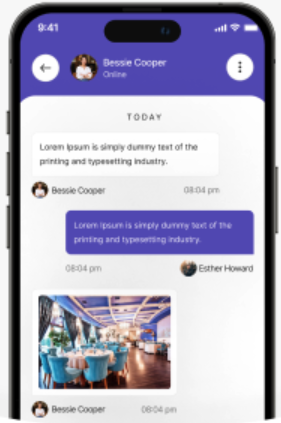 9:41
Bessie Cooper
Online
TODAY
Lorem Ipsum is simply dummy text of the
printing and typesetting industry.
Bessie Cooper 08:04 pm
Lorem Ipsum is simply dummy text of the
printing and typesetting industry.
08:04 pm Esther Howard
Bessie Cooper 08:04 pm